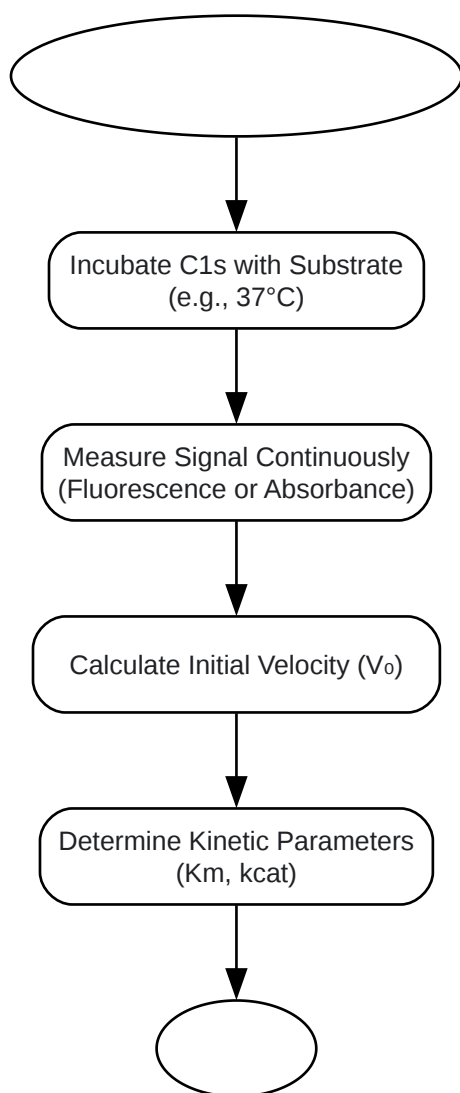 Incubate C1s with Substrate
(e.g., 37°C)
Measure Signal Continuously
(Fluorescence or Absorbance)
Calculate Initial Velocity (V₀)
Determine Kinetic Parameters
(Km, kcat)